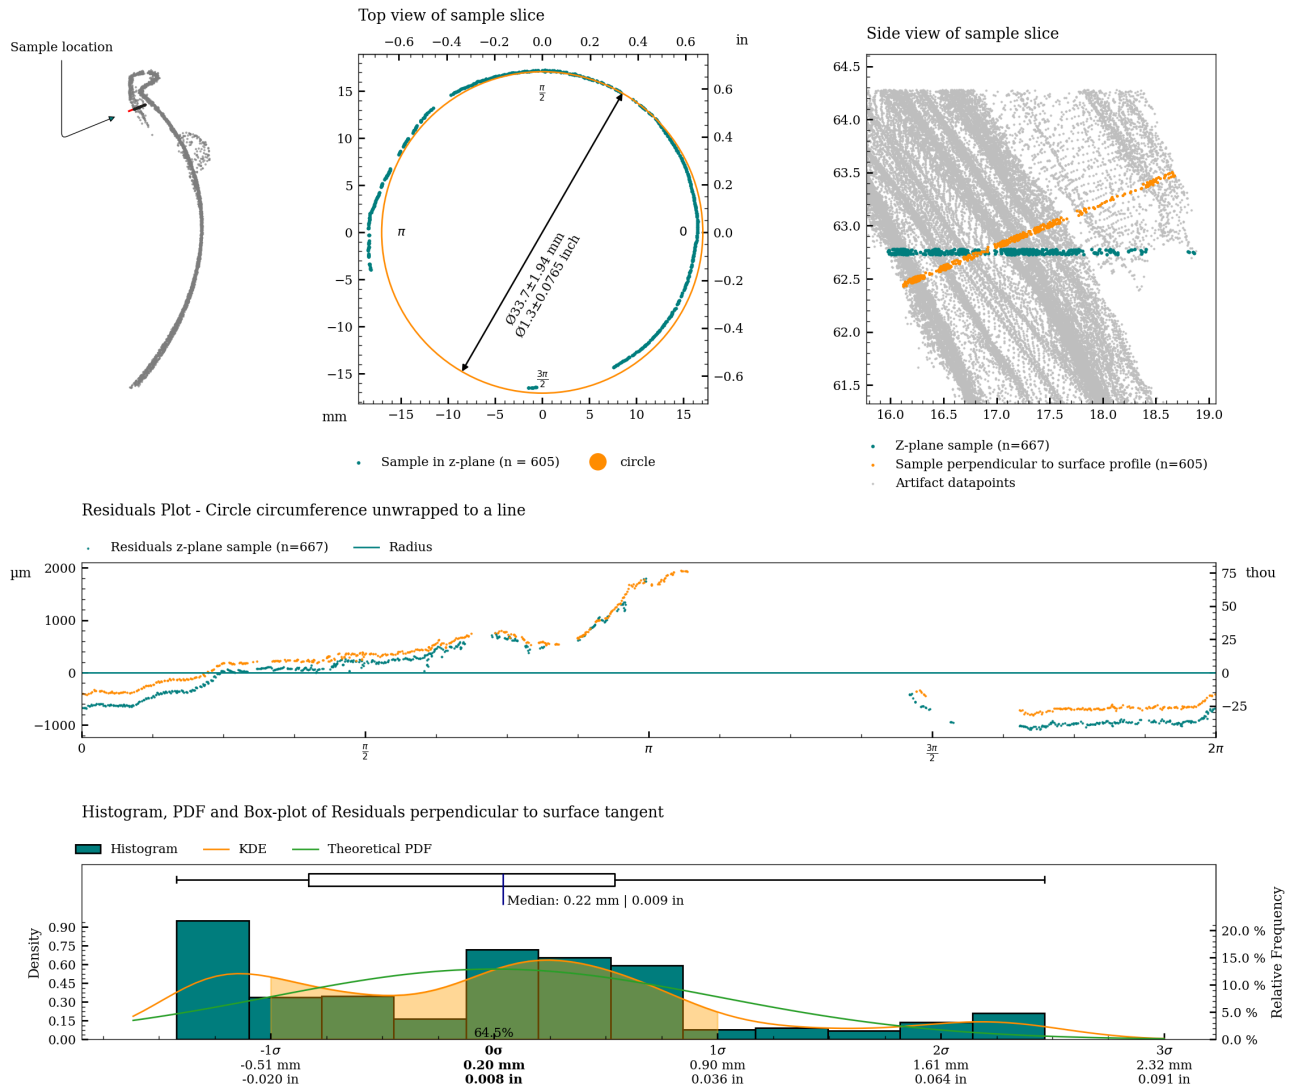 Sample location
Top view of sample slice
−0.6 −0.4 −0.2 0.0 0.2 0.4 0.6 in
15
10
5
0
−5
−10
−15
0.6
0.4
0.2
0.0
−0.2
−0.4
−0.6
π/2
π
0
3π/2
Ø33.7±1.94 mm
Ø1.3±0.0765 inch
mm −15 −10 −5 0 5 10 15
Sample in z-plane (n = 605) circle
Side view of sample slice
64.5
64.0
63.5
63.0
62.5
62.0
61.5
16.0 16.5 17.0 17.5 18.0 18.5 19.0
Z-plane sample (n=667)
Sample perpendicular to surface profile (n=605)
Artifact datapoints
Residuals Plot - Circle circumference unwrapped to a line
Residuals z-plane sample (n=667) Radius
µm
2000
1000
0
−1000
thou
75
50
25
0
−25
0 π/2 π 3π/2 2π
Histogram, PDF and Box-plot of Residuals perpendicular to surface tangent
Histogram KDE Theoretical PDF
Median: 0.22 mm | 0.009 in
Density
0.90
0.75
0.60
0.45
0.30
0.15
0.00
Relative Frequency
20.0 %
15.0 %
10.0 %
5.0 %
0.0 %
64.5%
-1σ 0σ 1σ 2σ 3σ
-0.51 mm 0.20 mm 0.90 mm 1.61 mm 2.32 mm
-0.020 in 0.008 in 0.036 in 0.064 in 0.091 in